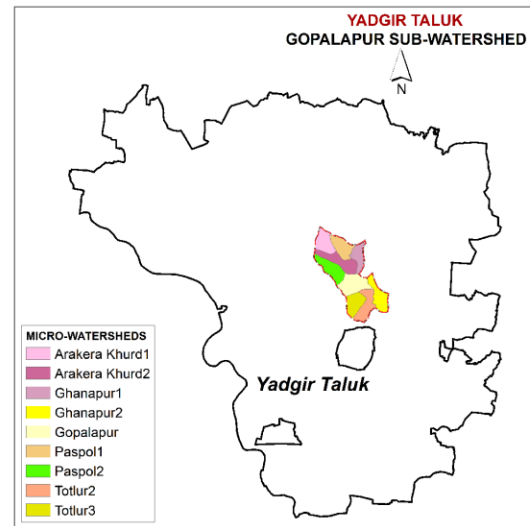 YADGIR TALUK
GOPALAPUR SUB-WATERSHED
N
Yadgir Taluk
MICRO-WATERSHEDS
Arakera Khurd1
Arakera Khurd2
Ghanapur1
Ghanapur2
Gopalapur
Paspol1
Paspol2
Totlur2
Totlur3